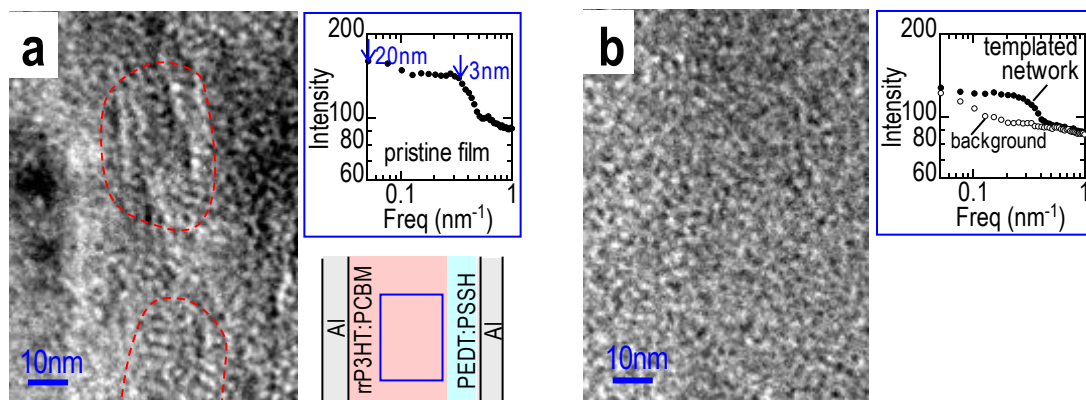 a
10nm
200
100
80
60
Intensity
20nm
3nm
pristine film
0.1
1
Freq (nm⁻¹)
Al
rrP3HT:PCBM
PEDT:PSSH
Al
b
10nm
200
100
80
60
Intensity
templated
network
background
0.1
1
Freq (nm⁻¹)